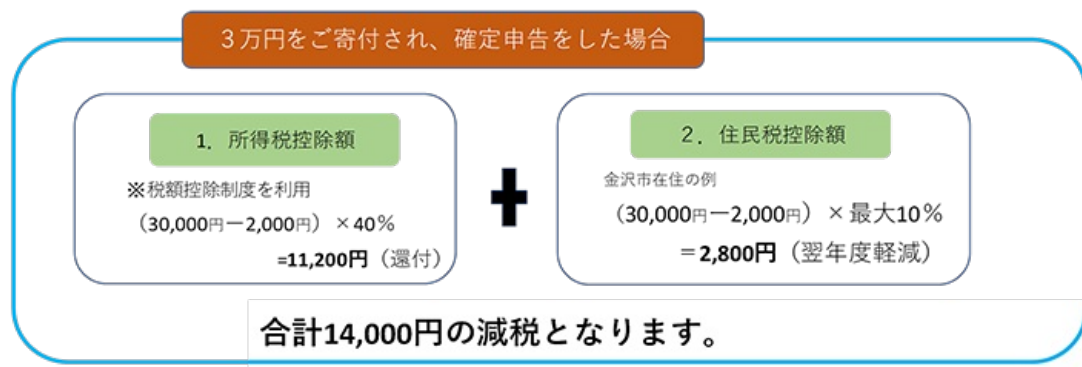 ３万円をご寄付され、確定申告をした場合
1．所得税控除額
※税額控除制度を利用
（30,000円ー2,000円）×40％
=11,200円（還付）
２．住民税控除額
金沢市在住の例
（30,000円ー2,000円）×最大10％
＝2,800円（翌年度軽減）
合計14,000円の減税となります。